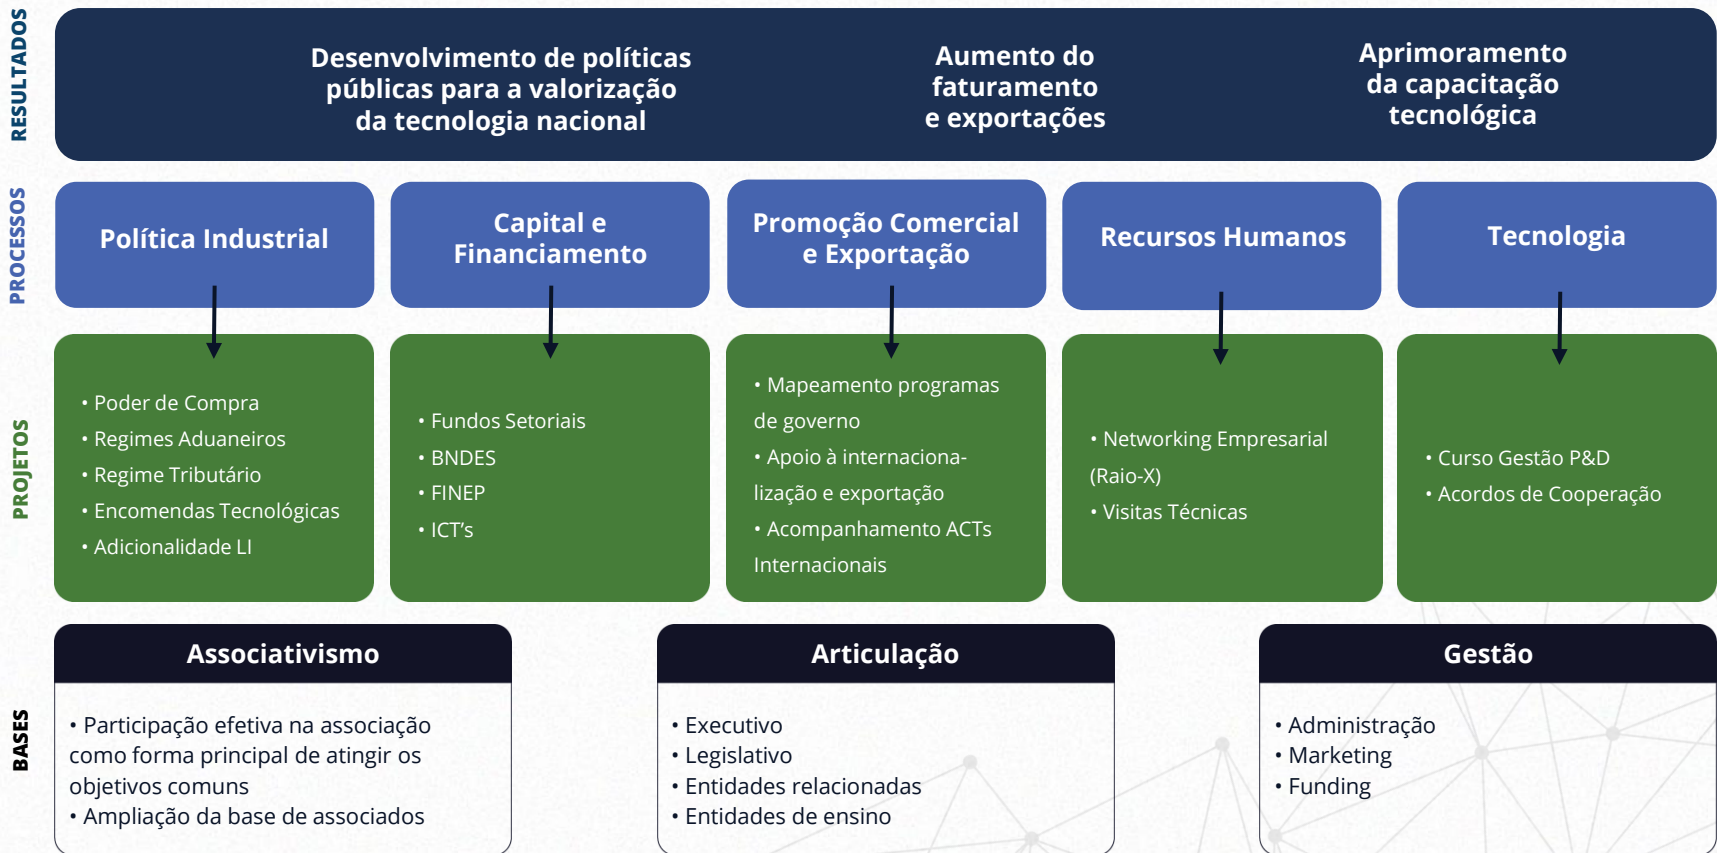 RESULTADOS
Desenvolvimento de políticas
públicas para a valorização
da tecnologia nacional
Aumento do
faturamento
e exportações
Aprimoramento
da capacitação
tecnológica
PROCESSOS
Política Industrial
Capital e
Financiamento
Promoção Comercial
e Exportação
Recursos Humanos
Tecnologia
PROJETOS
• Poder de Compra
• Regimes Aduaneiros
• Regime Tributário
• Encomendas Tecnológicas
• Adicionalidade LI
• Fundos Setoriais
• BNDES
• FINEP
• ICT’s
• Mapeamento programas
de governo
• Apoio à internaciona-
lização e exportação
• Acompanhamento ACTs
Internacionais
• Networking Empresarial
(Raio-X)
• Visitas Técnicas
• Curso Gestão P&D
• Acordos de Cooperação
BASES
Associativismo
• Participação efetiva na associação
como forma principal de atingir os
objetivos comuns
• Ampliação da base de associados
Articulação
• Executivo
• Legislativo
• Entidades relacionadas
• Entidades de ensino
Gestão
• Administração
• Marketing
• Funding